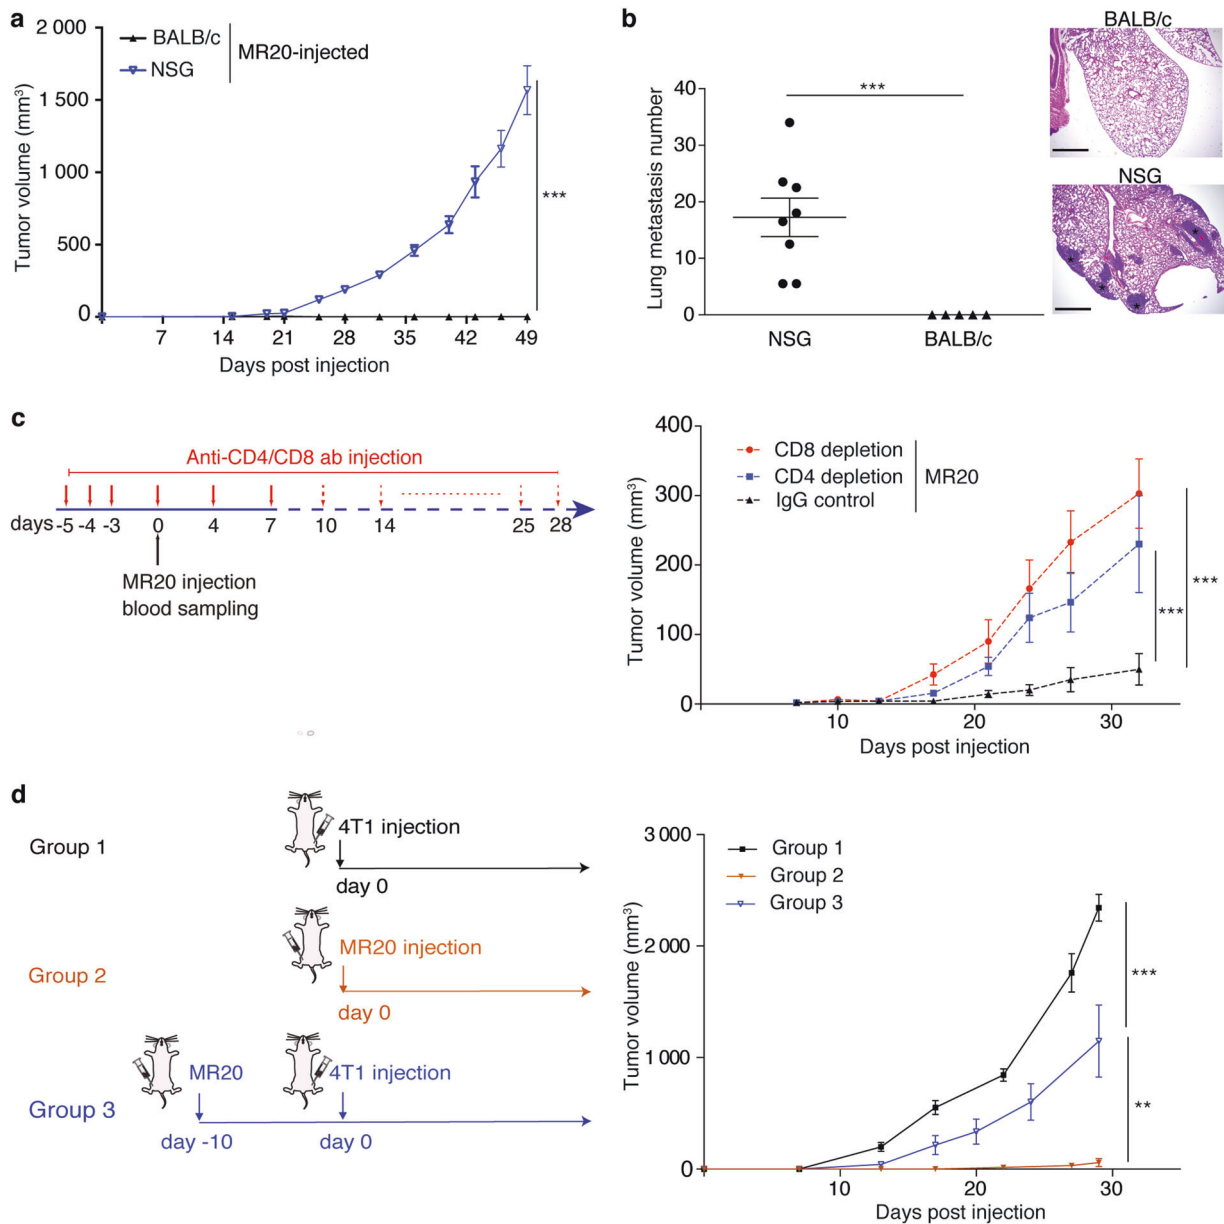 a
2 000
1 500
1 000
500
0
Tumor volume (mm³)
BALB/c
NSG
MR20-injected
***
7 14 21 28 35 42 49
Days post injection
b
40
30
20
10
0
Lung metastasis number
***
NSG BALB/c
BALB/c
NSG
*
*
*
*
*
c
Anti-CD4/CD8 ab injection
days -5 -4 -3 0 4 7 10 14 25 28
MR20 injection
blood sampling
400
300
200
100
0
Tumor volume (mm³)
CD8 depletion
CD4 depletion
IgG control
MR20
***
***
10 20 30
Days post injection
d
Group 1
4T1 injection
day 0
Group 2
MR20 injection
day 0
Group 3
MR20
4T1 injection
day -10
day 0
3 000
2 000
1 000
0
Tumor volume (mm³)
Group 1
Group 2
Group 3
***
**
10 20 30
Days post injection